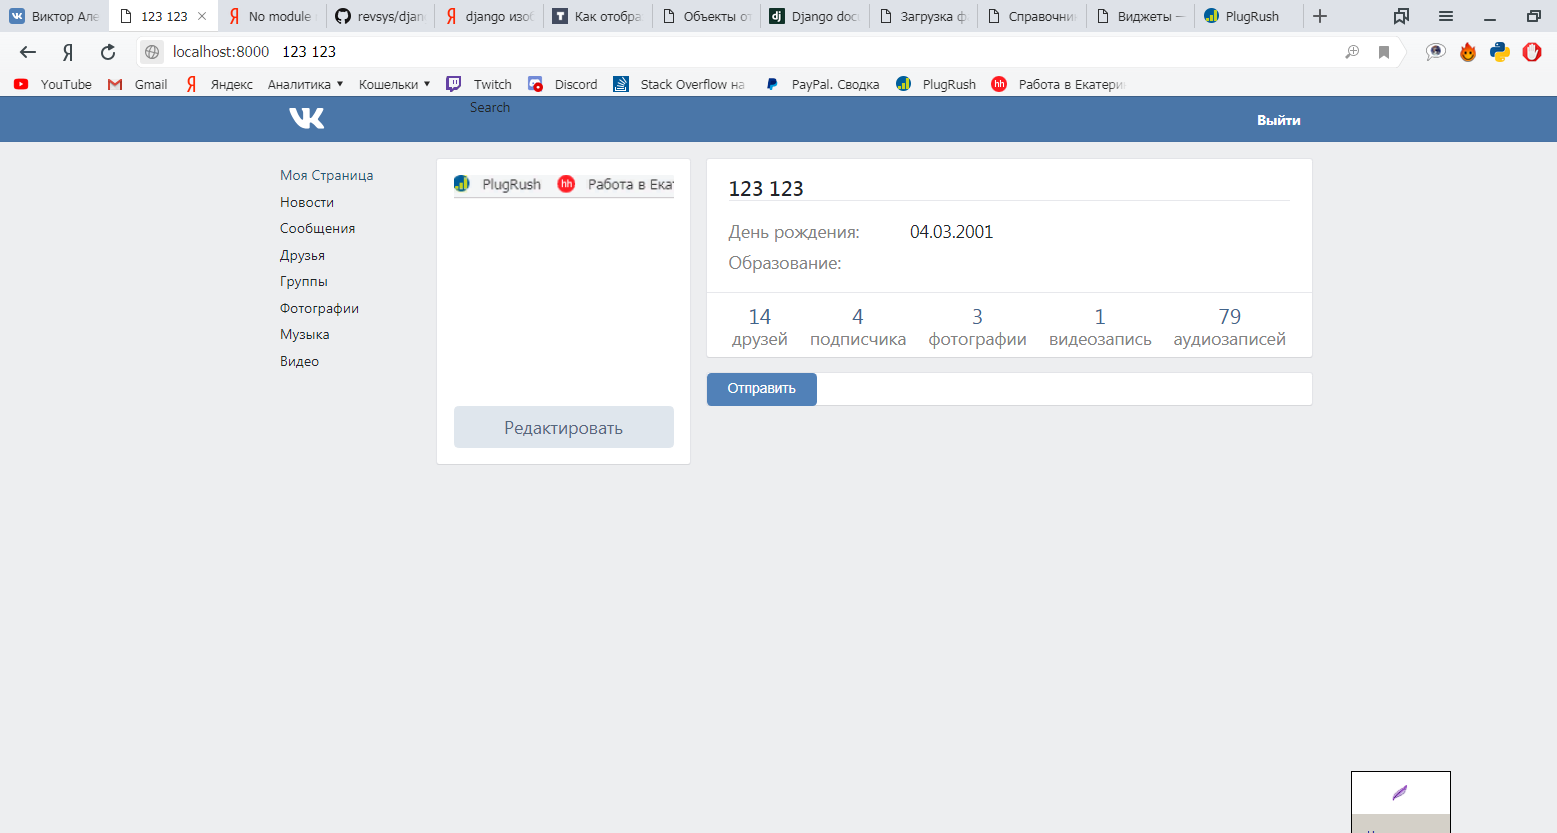 Виктор Але
123 123
No module
revsys/djan
django изоб
Как отобра
Объекты от
Django doc
Загрузка ф
Справочни
Виджеты —
PlugRush
localhost:8000 123 123
YouTube
Gmail
Яндекс
Аналитика
Кошельки
Twitch
Discord
Stack Overflow на
PayPal. Сводка
PlugRush
Работа в Екатери
Search
Выйти
Моя Страница
Новости
Сообщения
Друзья
Группы
Фотографии
Музыка
Видео
PlugRush
hh Работа в Екат
Редактировать
123 123
День рождения: 04.03.2001
Образование:
14 4 3 1 79
друзей подписчика фотографии видеозапись аудиозаписей
Отправить